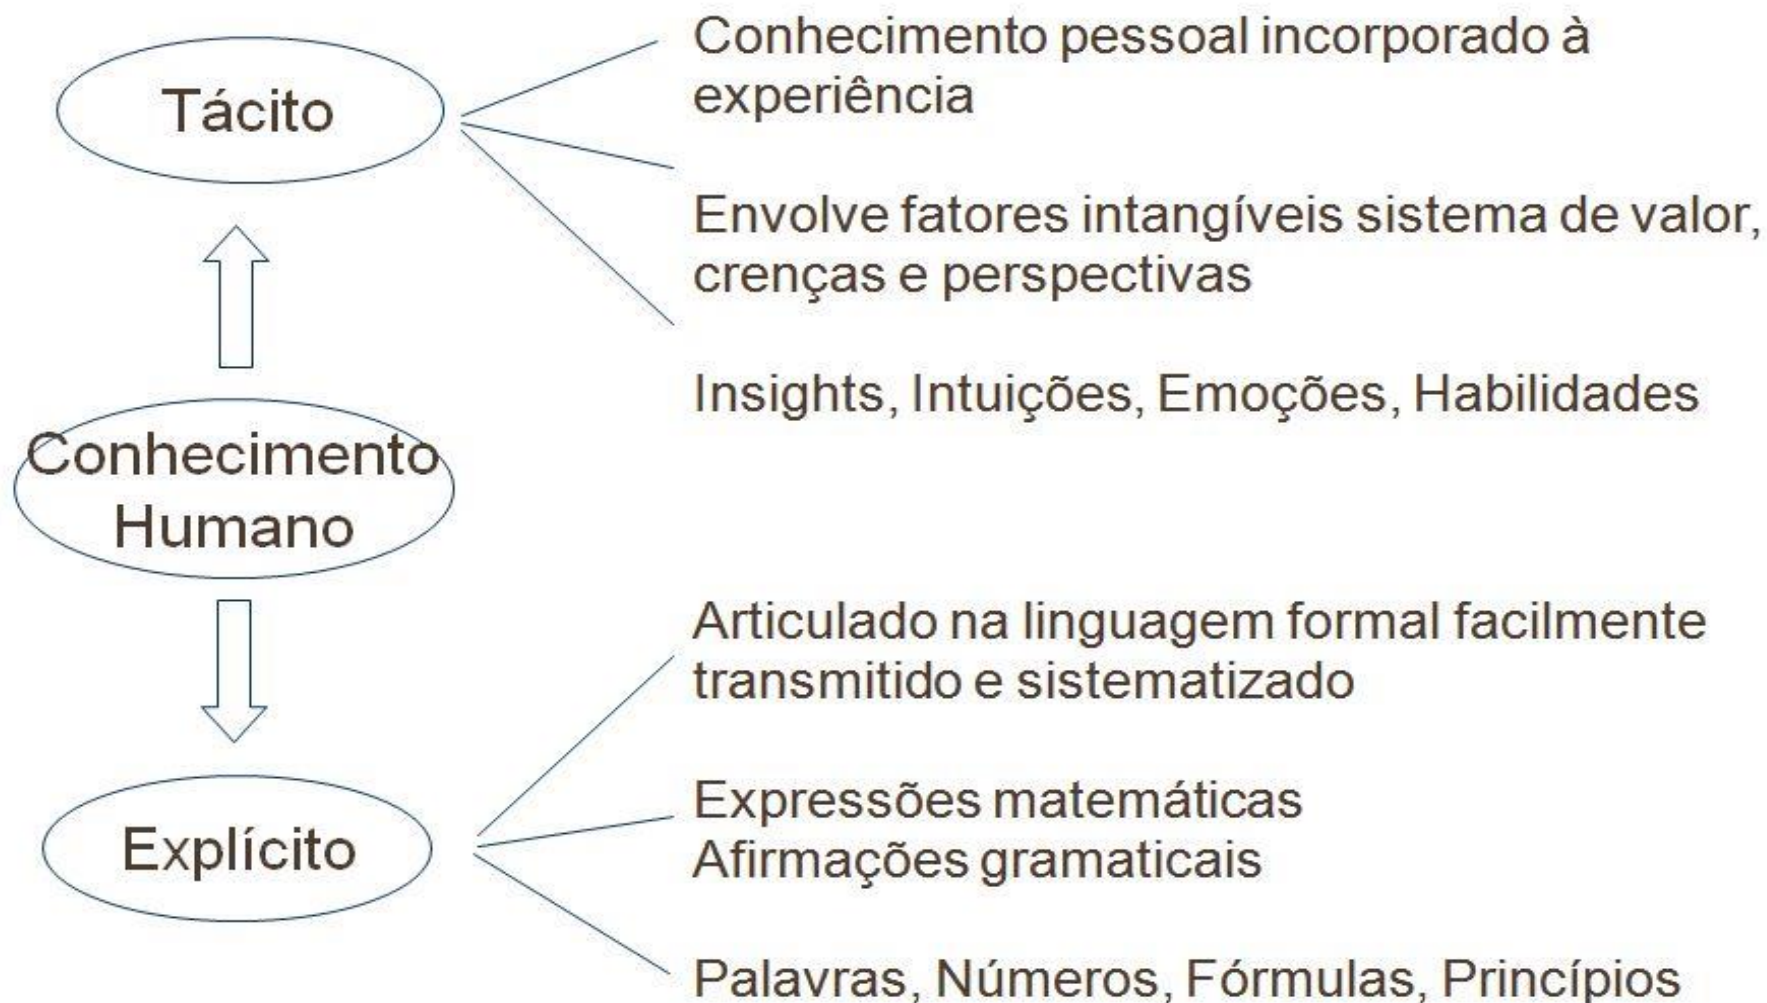 Tácito
Conhecimento pessoal incorporado à
experiência
Envolve fatores intangíveis sistema de valor,
crenças e perspectivas
Insights, Intuições, Emoções, Habilidades
Conhecimento
Humano
Explícito
Articulado na linguagem formal facilmente
transmitido e sistematizado
Expressões matemáticas
Afirmações gramaticais
Palavras, Números, Fórmulas, Princípios